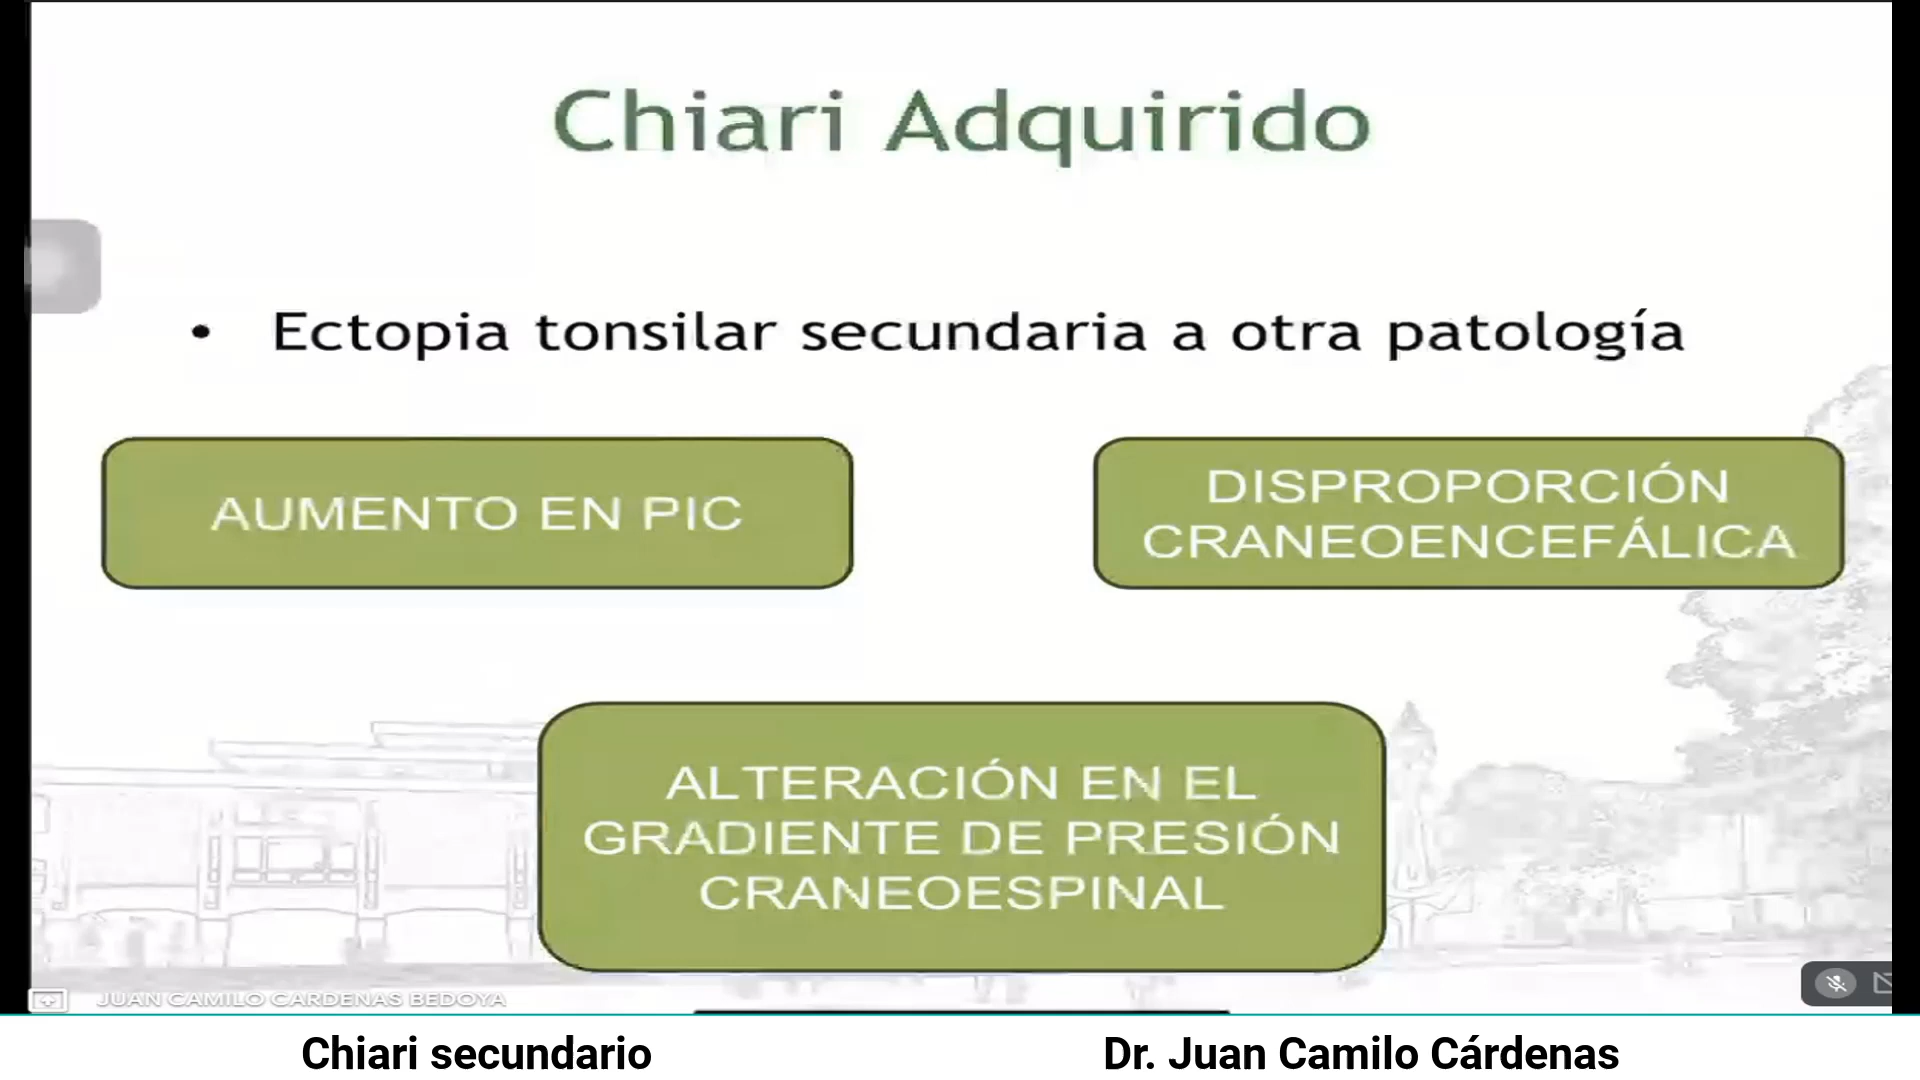 Chiari Adquirido
• Ectopia tonsilar secundaria a otra patología
AUMENTO EN PIC
DISPROPORCIÓN
CRANEOENCEFÁLICA
ALTERACIÓN EN EL
GRADIENTE DE PRESIÓN
CRANEOESPINAL
JUAN CAMILO CARDENAS BEDOYA
Chiari secundario
Dr. Juan Camilo Cárdenas